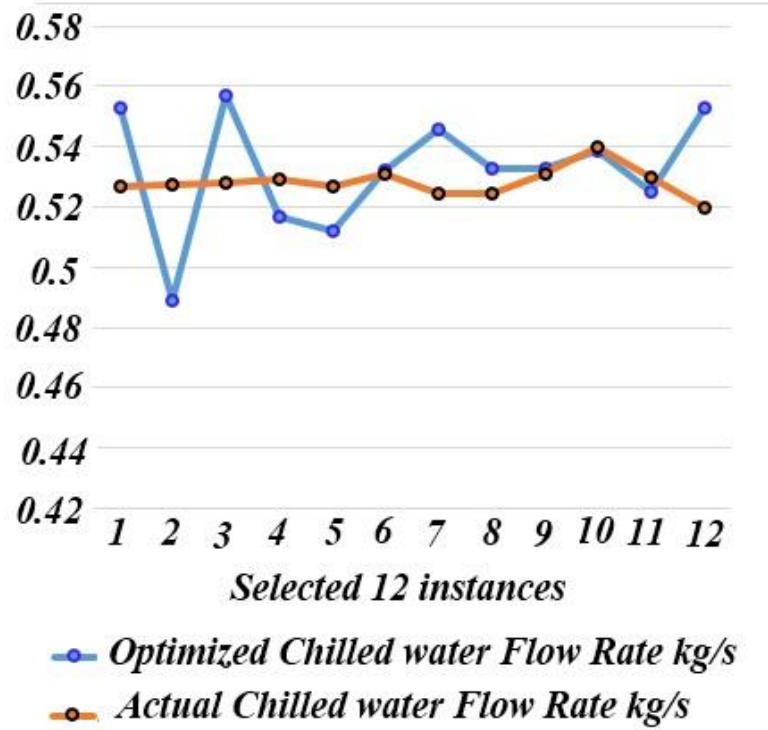 0.58
0.56
0.54
0.52
0.5
0.48
0.46
0.44
0.42
1 2 3 4 5 6 7 8 9 10 11 12
Selected 12 instances
Optimized Chilled water Flow Rate kg/s
Actual Chilled water Flow Rate kg/s